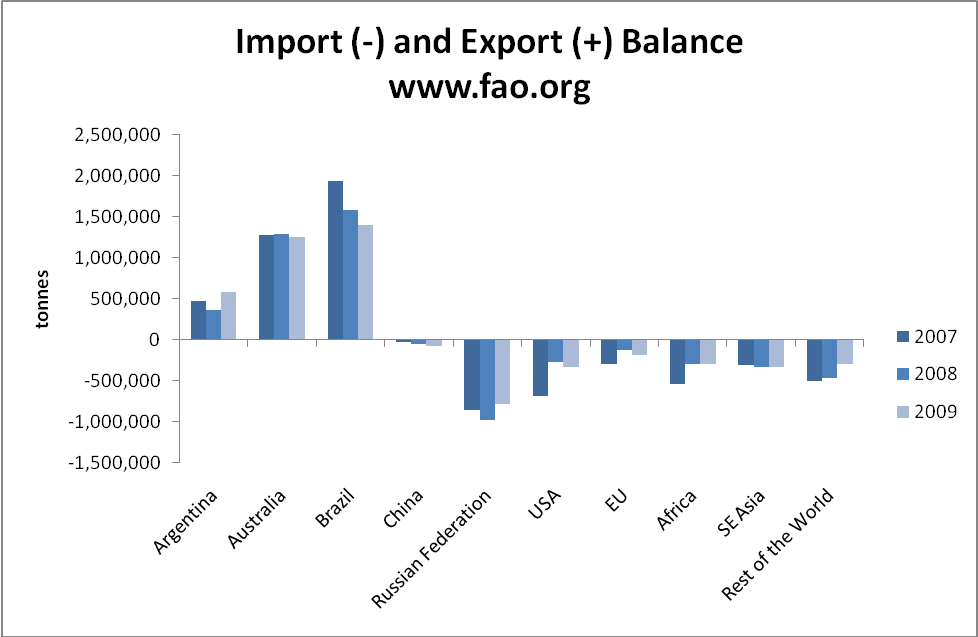 Import (-) and Export (+) Balance
www.fao.org
tonnes
2,500,000
2,000,000
1,500,000
1,000,000
500,000
0
-500,000
-1,000,000
-1,500,000
Argentina
Australia
Brazil
China
Russian Federation
USA
EU
Africa
SE Asia
Rest of the World
2007
2008
2009